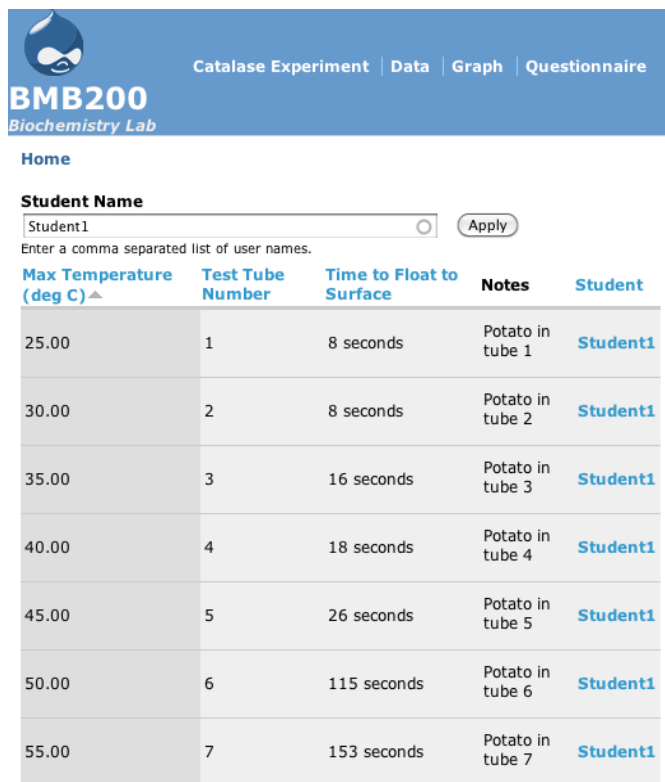 Catalase Experiment Data Graph Questionnaire
BMB200
Biochemistry Lab
Home
Student Name
Student1
Apply
Enter a comma separated list of user names.
Max Temperature (deg C) Test Tube Number Time to Float to Surface Notes Student
25.00 1 8 seconds Potato in tube 1 Student1
30.00 2 8 seconds Potato in tube 2 Student1
35.00 3 16 seconds Potato in tube 3 Student1
40.00 4 18 seconds Potato in tube 4 Student1
45.00 5 26 seconds Potato in tube 5 Student1
50.00 6 115 seconds Potato in tube 6 Student1
55.00 7 153 seconds Potato in tube 7 Student1